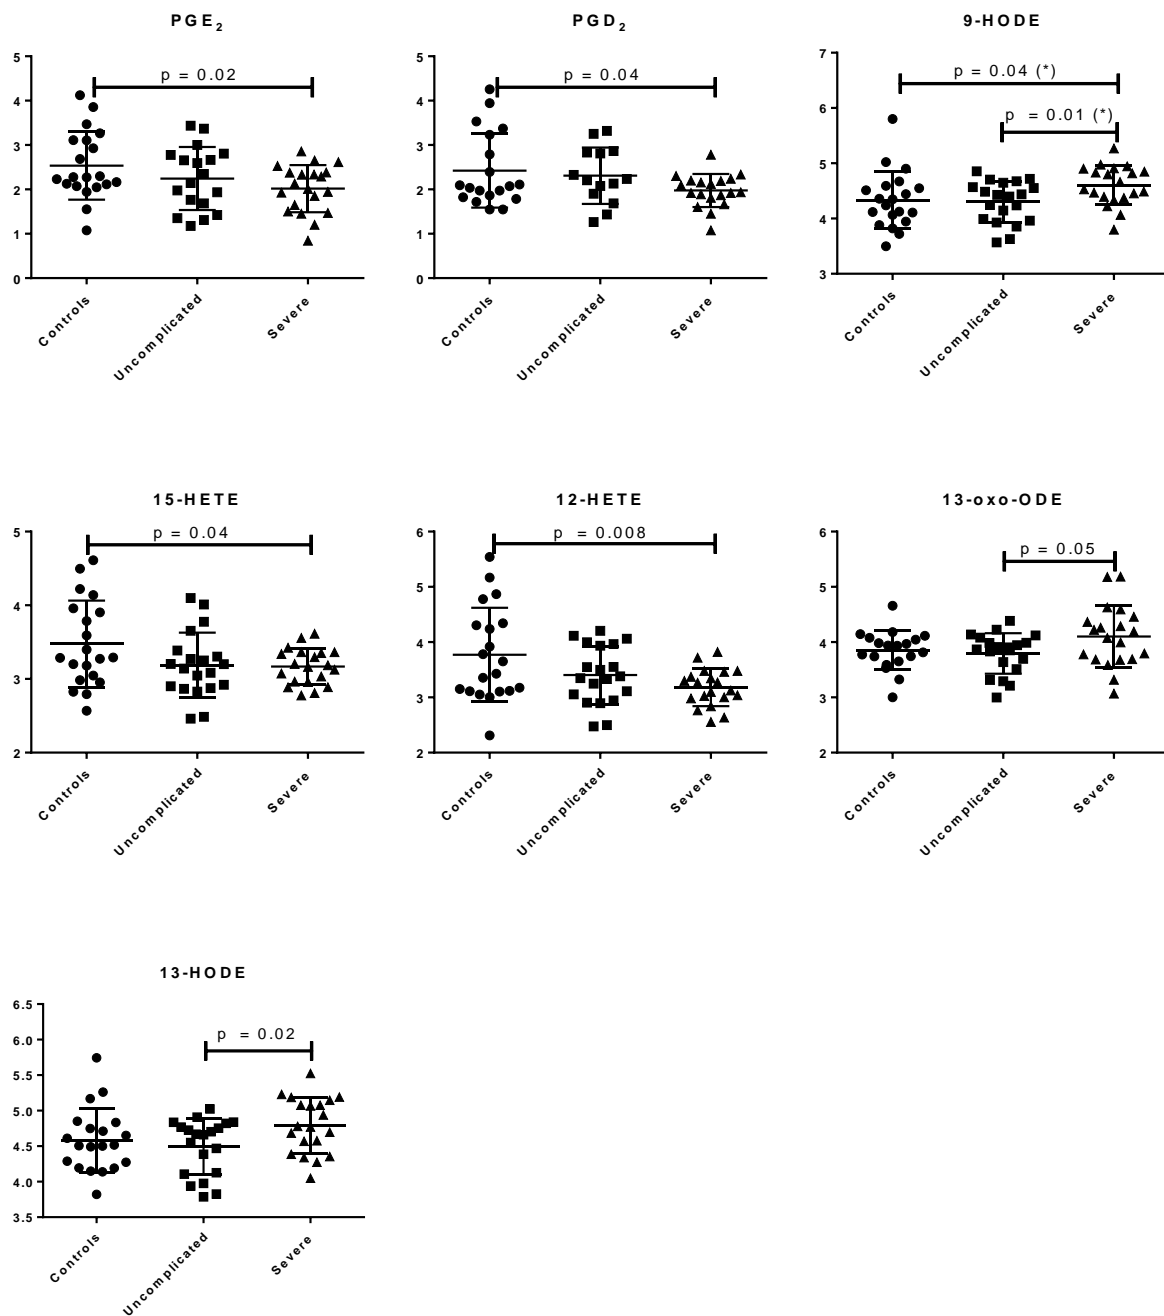 PGE₂
5
p = 0.02
4
3
2
1
0
Controls
Uncomplicated
Severe
PGD₂
5
p = 0.04
4
3
2
1
0
Controls
Uncomplicated
Severe
9-HODE
7
p = 0.04 (*)
6
p = 0.01 (*)
5
4
3
Controls
Uncomplicated
Severe
15-HETE
5
p = 0.04
4
3
2
Controls
Uncomplicated
Severe
12-HETE
6
p = 0.008
5
4
3
2
Controls
Uncomplicated
Severe
13-oxo-ODE
6
p = 0.05
5
4
3
2
Controls
Uncomplicated
Severe
13-HODE
6.5
6.0
p = 0.02
5.5
5.0
4.5
4.0
3.5
Controls
Uncomplicated
Severe